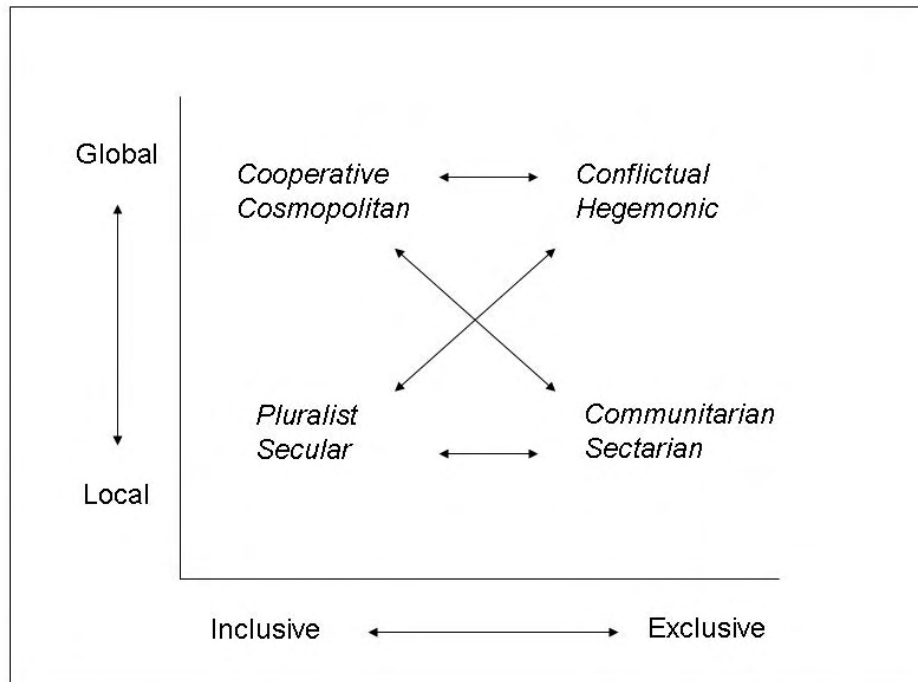 Global
Cooperative Conflictual
Cosmopolitan Hegemonic
Pluralist Communitarian
Secular Sectarian
Local
Inclusive Exclusive